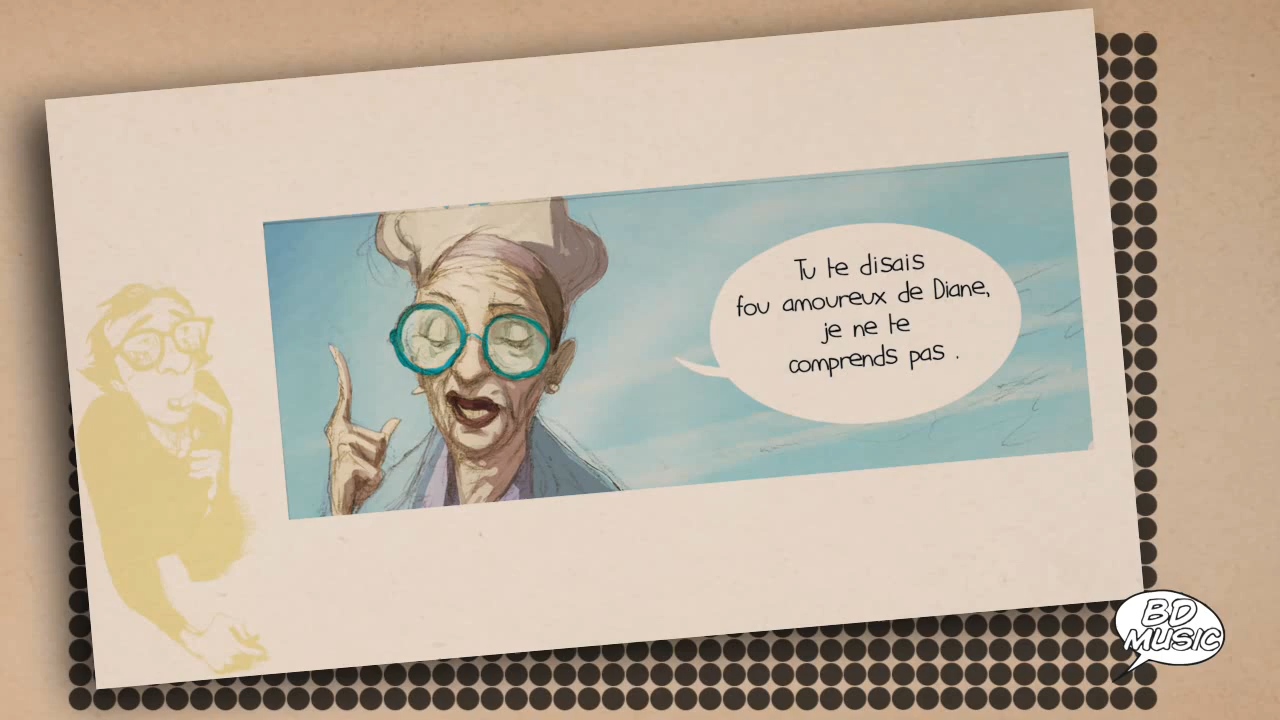 Tu te disais
fou amoureux de Diane,
je ne te
comprends pas .
BD
MUSIC